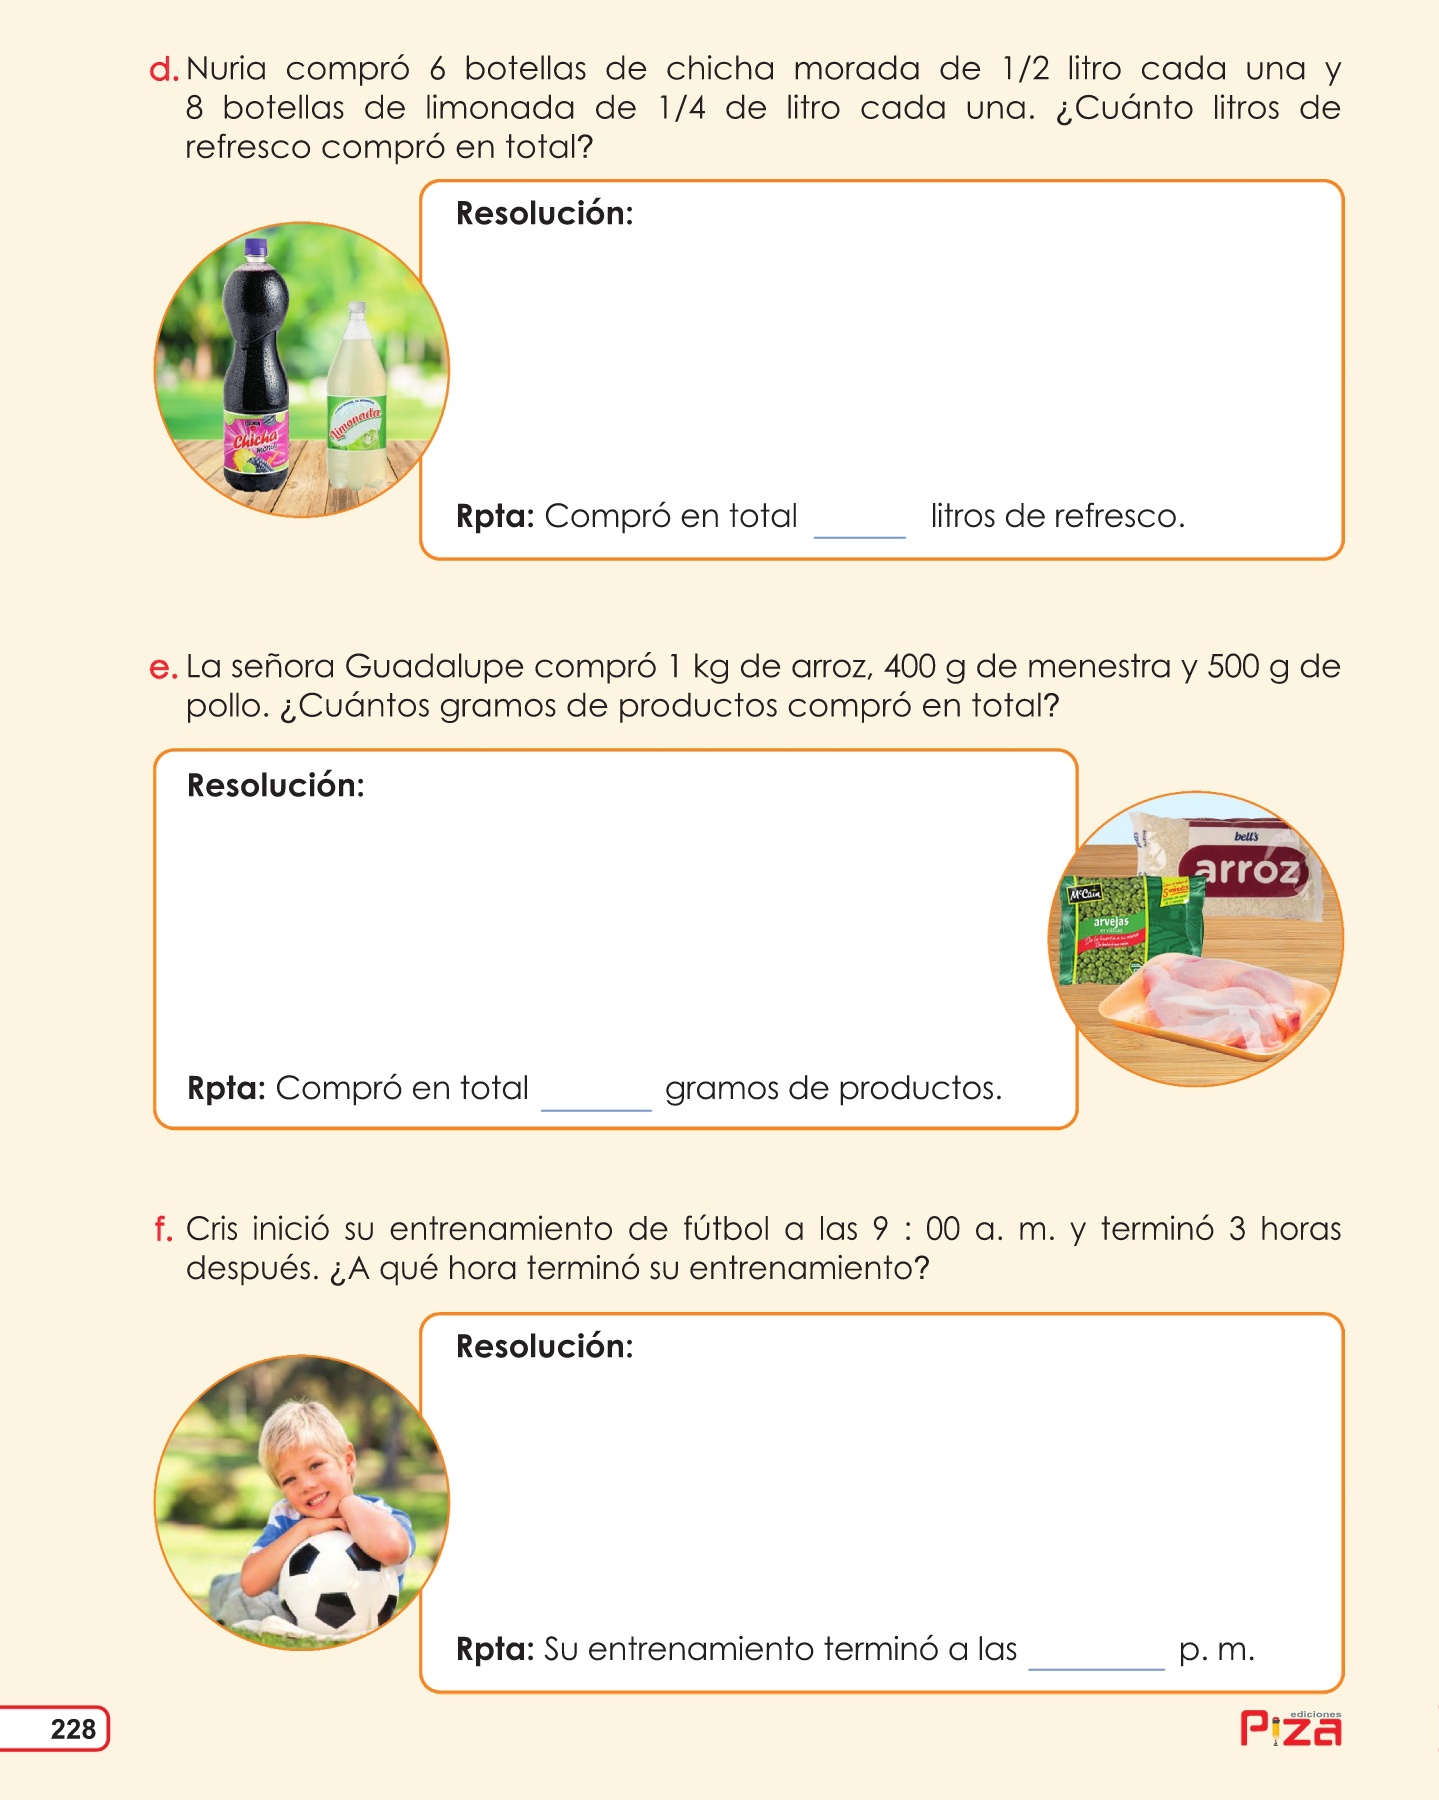 d. Nuria compró 6 botellas de chicha morada de 1/2 litro cada una y
8 botellas de limonada de 1/4 de litro cada una. ¿Cuánto litros de
refresco compró en total?
Resolución:
Chicha
morada
Limonada
Rpta: Compró en total ______ litros de refresco.
e. La señora Guadalupe compró 1 kg de arroz, 400 g de menestra y 500 g de
pollo. ¿Cuántos gramos de productos compró en total?
Resolución:
bell's
arroz
McCain
arvejas
Rpta: Compró en total ______ gramos de productos.
f. Cris inició su entrenamiento de fútbol a las 9 : 00 a. m. y terminó 3 horas
después. ¿A qué hora terminó su entrenamiento?
Resolución:
Rpta: Su entrenamiento terminó a las ________ p. m.
228
ediciones
Piza